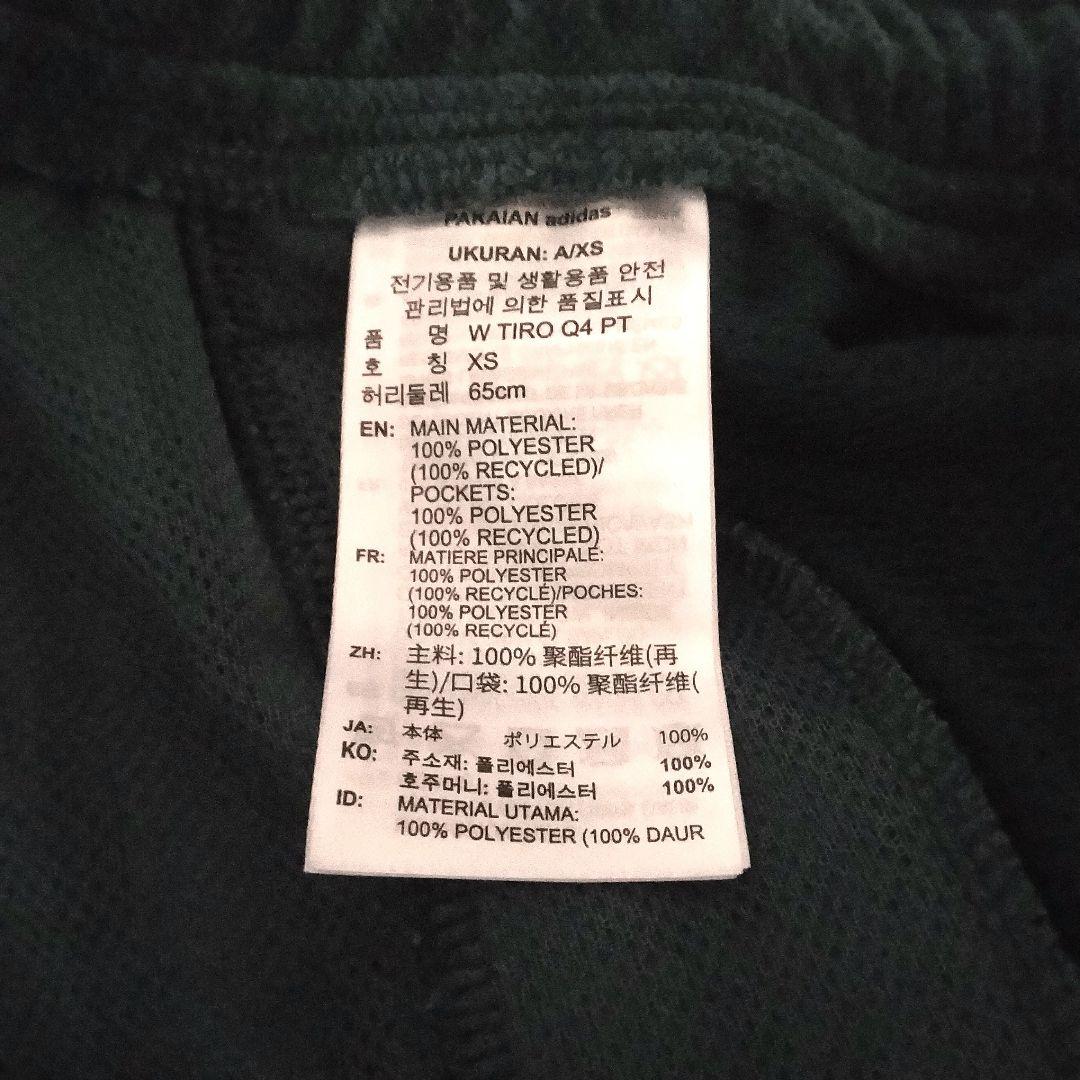 PAKAIAN adidas
UKURAN: A/XS
전기용품 및 생활용품 안전
관리법에 의한 품질표시
품 명 W TIRO Q4 PT
호 칭 XS
허리둘레 65cm
EN: MAIN MATERIAL:
100% POLYESTER
(100% RECYCLED)/
POCKETS:
100% POLYESTER
(100% RECYCLED)
FR: MATIERE PRINCIPALE:
100% POLYESTER
(100% RECYCLÉ)/POCHES:
100% POLYESTER
(100% RECYCLÉ)
ZH: 主料: 100% 聚酯纤维(再
生)/口袋: 100% 聚酯纤维(
再生)
JA: 本体 ポリエステル 100%
KO: 주소재: 폴리에스터 100%
호주머니: 폴리에스터 100%
ID: MATERIAL UTAMA:
100% POLYESTER (100% DAUR